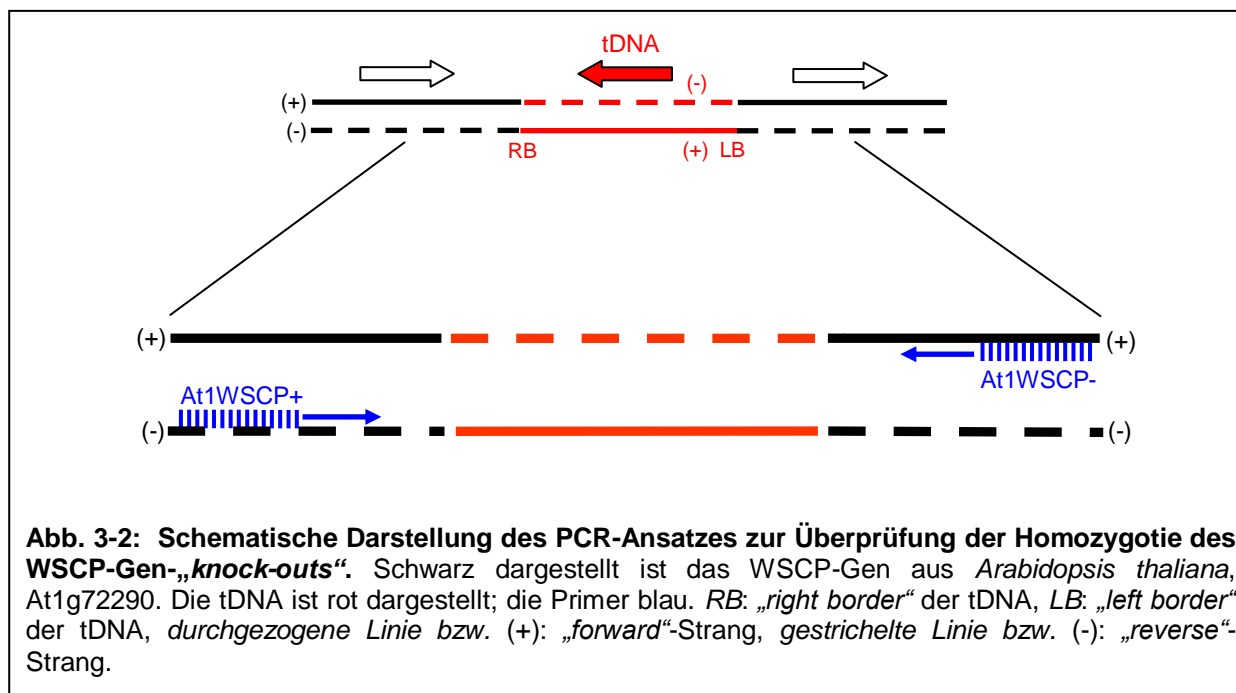 tDNA
(-)
(+)
(-)
RB
(+)
LB
(+)
(+)
At1WSCP-
At1WSCP+
(-)
(-)
Abb. 3-2: Schematische Darstellung des PCR-Ansatzes zur Überprüfung der Homozygotie des
WSCP-Gen-„knock-outs“. Schwarz dargestellt ist das WSCP-Gen aus Arabidopsis thaliana,
At1g72290. Die tDNA ist rot dargestellt; die Primer blau. RB: „right border“ der tDNA, LB: „left border“
der tDNA, durchgezogene Linie bzw. (+): „forward“-Strang, gestrichelte Linie bzw. (-): „reverse“-
Strang.